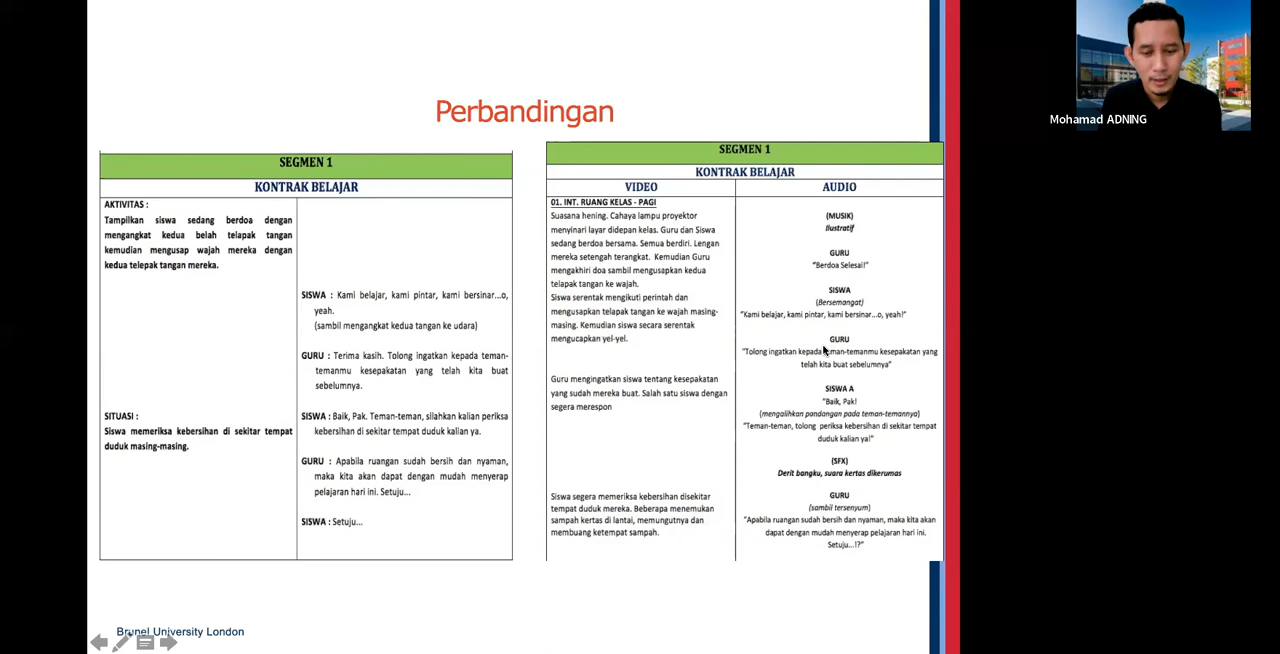 Mohamad ADNING
Perbandingan
SEGMEN 1
KONTRAK BELAJAR
AKTIVITAS :
Tampilkan siswa sedang berdoa dengan
mengangkat kedua belah telapak tangan
kemudian mengusap wajah mereka dengan
kedua telepak tangan mereka.
SISWA : Kami belajar, kami pintar, kami bersinar...o,
yeah.
(sambil mengangkat kedua tangan ke udara)
GURU : Terima kasih. Tolong ingatkan kepada teman-
temanmu kesepakatan yang telah kita buat
sebelumnya.
SITUASI :
Siswa memeriksa kebersihan di sekitar tempat
duduk masing-masing.
SISWA : Baik, Pak. Teman-teman, silahkan kalian periksa
kebersihan di sekitar tempat duduk kalian ya.
GURU : Apabila ruangan sudah bersih dan nyaman,
maka kita akan dapat dengan mudah menyerap
pelajaran hari ini. Setuju...
SISWA : Setuju...
SEGMEN 1
KONTRAK BELAJAR
VIDEO
AUDIO
01. INT. RUANG KELAS - PAGI
Suasana hening. Cahaya lampu proyektor
menyinari layar didepan kelas. Guru dan Siswa
sedang berdoa bersama. Semua berdiri. Lengan
mereka setengah terangkat. Kemudian Guru
mengakhiri doa sambil mengusapkan kedua
telapak tangan ke wajah.
Siswa serentak mengikuti perintah dan
mengusapkan telapak tangan ke wajah masing-
masing. Kemudian siswa secara serentak
mengucapkan yel-yel.
Guru mengingatkan siswa tentang kesepakatan
yang sudah mereka buat. Salah satu siswa dengan
segera merespon
Siswa segera memeriksa kebersihan disekitar
tempat duduk mereka. Beberapa menemukan
sampah kertas di lantai, memungutnya dan
membuang ketempat sampah.
(MUSIK)
Ilustratif
GURU
"Berdoa Selesai!"
SISWA
(Bersemangat)
"Kami belajar, kami pintar, kami bersinar...o, yeah!"
GURU
"Tolong ingatkan kepada teman-temanmu kesepakatan yang
telah kita buat sebelumnya"
SISWA A
"Baik, Pak!
(mengalihkan pandangan pada teman-temannya)
"Teman-teman, tolong periksa kebersihan di sekitar tempat
duduk kalian ya!"
(SFX)
Derit bangku, suara kertas dikerumas
GURU
(sambil tersenyum)
"Apabila ruangan sudah bersih dan nyaman, maka kita akan
dapat dengan mudah menyerap pelajaran hari ini.
Setuju...!?"
Brunel University London